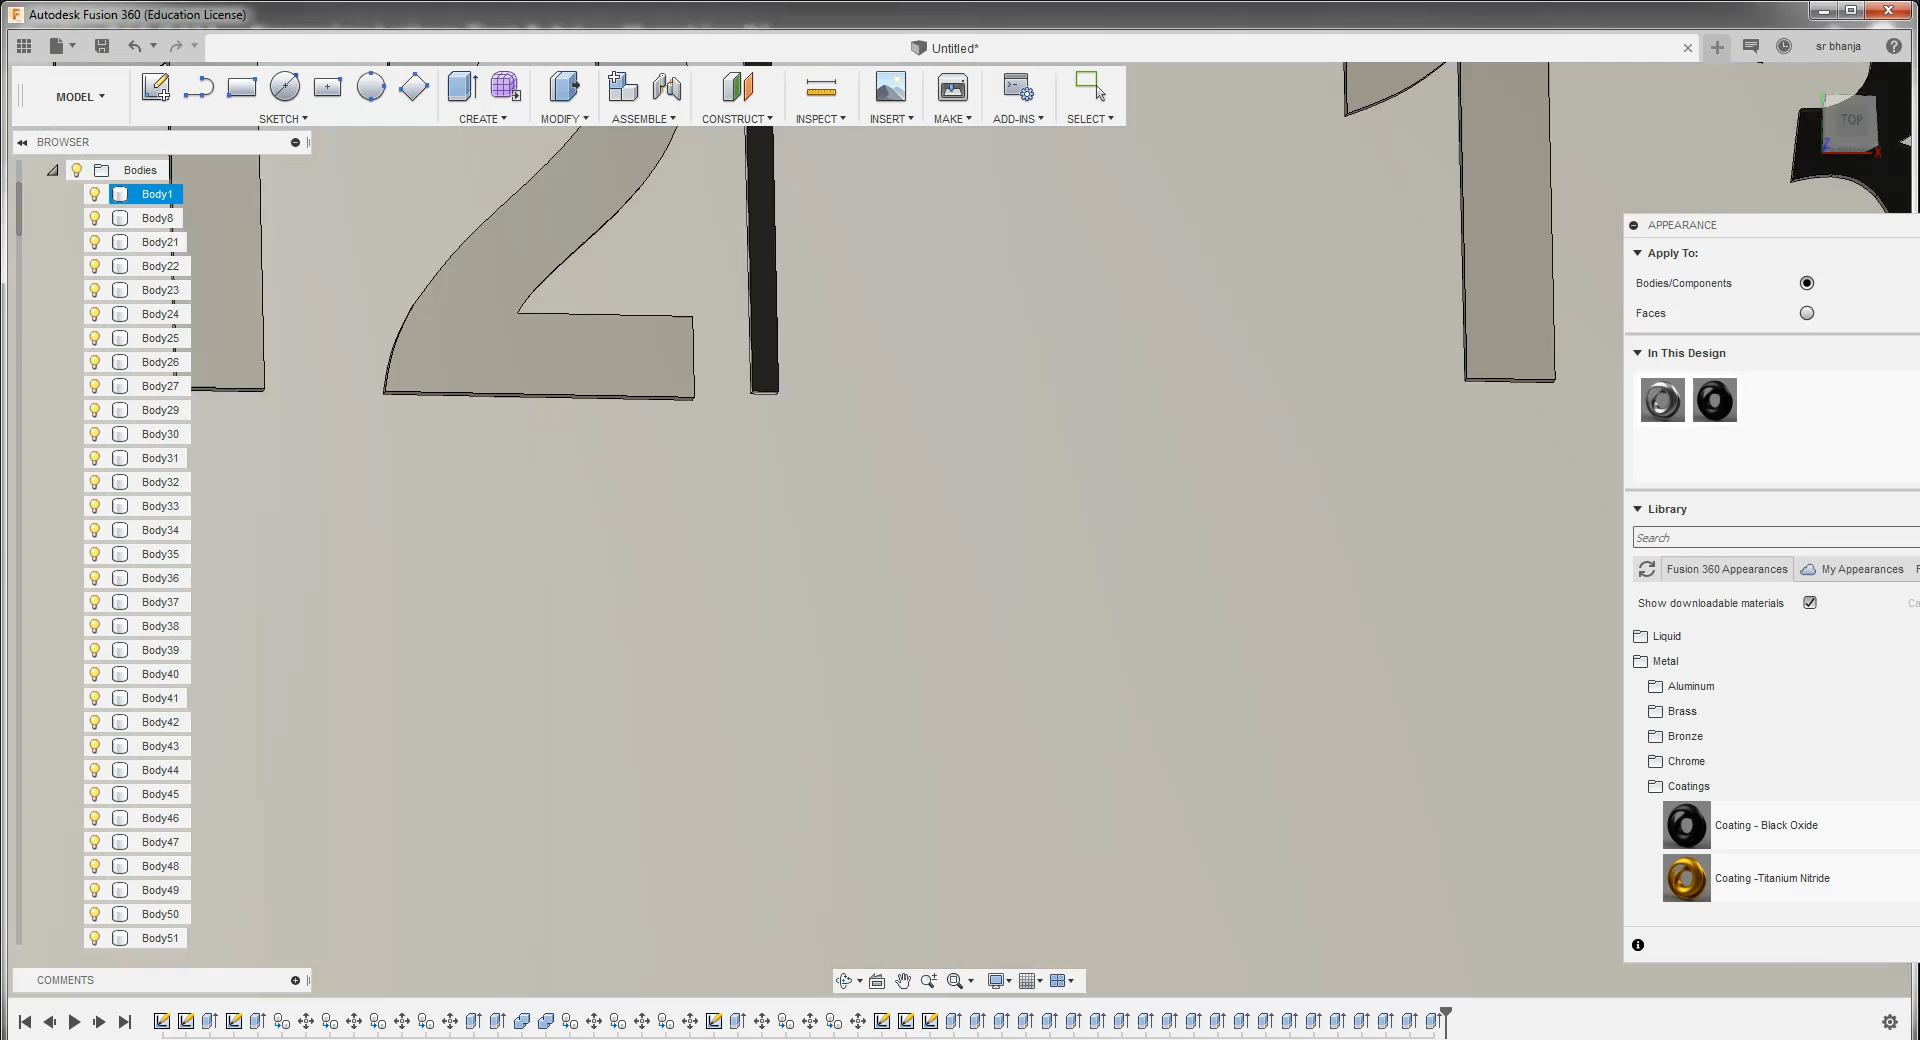 Autodesk Fusion 360 (Education License)
Untitled*
sr bhanja
MODEL
SKETCH
CREATE
MODIFY
ASSEMBLE
CONSTRUCT
INSPECT
INSERT
MAKE
ADD-INS
SELECT
TOP
Z
X
BROWSER
Bodies
Body1
Body8
Body21
Body22
Body23
Body24
Body25
Body26
Body27
Body29
Body30
Body31
Body32
Body33
Body34
Body35
Body36
Body37
Body38
Body39
Body40
Body41
Body42
Body43
Body44
Body45
Body46
Body47
Body48
Body49
Body50
Body51
COMMENTS
12
1
APPEARANCE
Apply To:
Bodies/Components
Faces
In This Design
Library
Search
Fusion 360 Appearances
My Appearances
F
Show downloadable materials
Ca
Liquid
Metal
Aluminum
Brass
Bronze
Chrome
Coatings
Coating - Black Oxide
Coating -Titanium Nitride